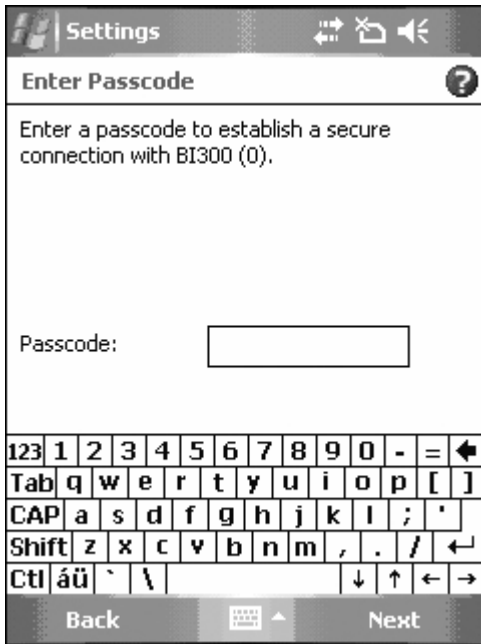 Settings
Enter Passcode
Enter a passcode to establish a secure
connection with BI300 (0).
Passcode:
123 1 2 3 4 5 6 7 8 9 0 - =
Tab q w e r t y u i o p [ ]
CAP a s d f g h j k l ; '
Shift z x c v b n m , . /
Ctl áü ` \ ↓ ↑ ← →
Back Next